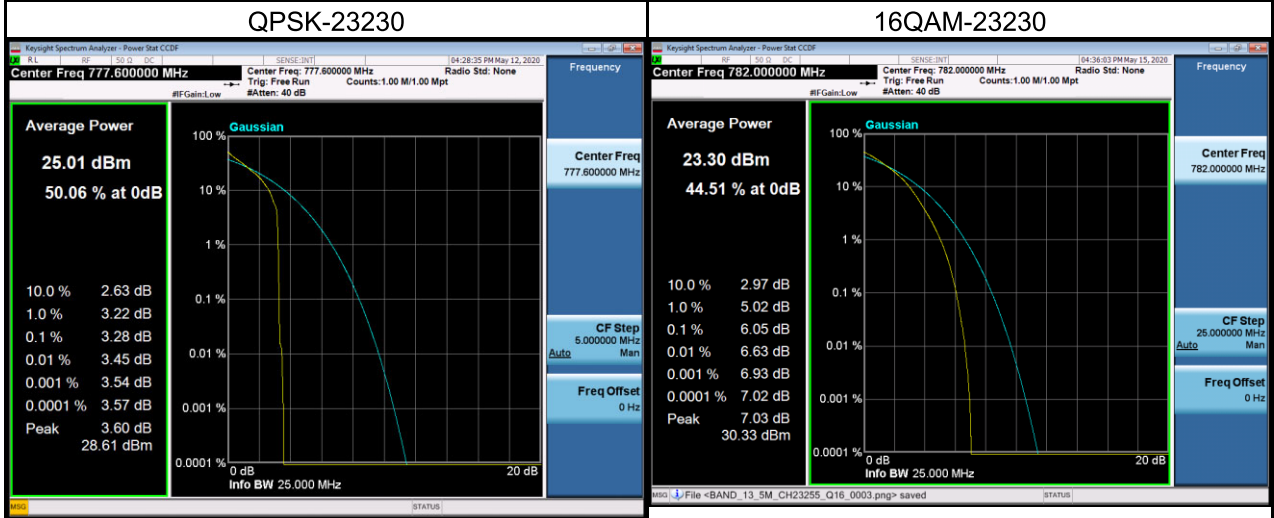 QPSK-23230
Keysight Spectrum Analyzer - Power Stat CCDF
RL RF 50 Ω DC SENSE:INT 04:28:35 PM May 12, 2020
Center Freq 777.600000 MHz
Center Freq: 777.600000 MHz Radio Std: None
Trig: Free Run Counts:1.00 M/1.00 Mpt
#IFGain:Low #Atten: 40 dB
Frequency
Average Power
25.01 dBm
50.06 % at 0dB
10.0 % 2.63 dB
1.0 % 3.22 dB
0.1 % 3.28 dB
0.01 % 3.45 dB
0.001 % 3.54 dB
0.0001 % 3.57 dB
Peak 3.60 dB
28.61 dBm
Gaussian
100 %
10 %
1 %
0.1 %
0.01 %
0.001 %
0.0001 %
0 dB 20 dB
Info BW 25.000 MHz
Center Freq
777.600000 MHz
CF Step
5.000000 MHz
Auto Man
Freq Offset
0 Hz
MSG STATUS
16QAM-23230
Keysight Spectrum Analyzer - Power Stat CCDF
RF 50 Ω DC SENSE:INT 04:36:03 PM May 15, 2020
Center Freq 782.000000 MHz
Center Freq: 782.000000 MHz Radio Std: None
Trig: Free Run Counts:1.00 M/1.00 Mpt
#IFGain:Low #Atten: 40 dB
Frequency
Average Power
23.30 dBm
44.51 % at 0dB
10.0 % 2.97 dB
1.0 % 5.02 dB
0.1 % 6.05 dB
0.01 % 6.63 dB
0.001 % 6.93 dB
0.0001 % 7.02 dB
Peak 7.03 dB
30.33 dBm
Gaussian
100 %
10 %
1 %
0.1 %
0.01 %
0.001 %
0.0001 %
0 dB 20 dB
Info BW 25.000 MHz
Center Freq
782.000000 MHz
CF Step
25.000000 MHz
Auto Man
Freq Offset
0 Hz
MSG File <BAND_13_5M_CH23255_Q16_0003.png> saved STATUS